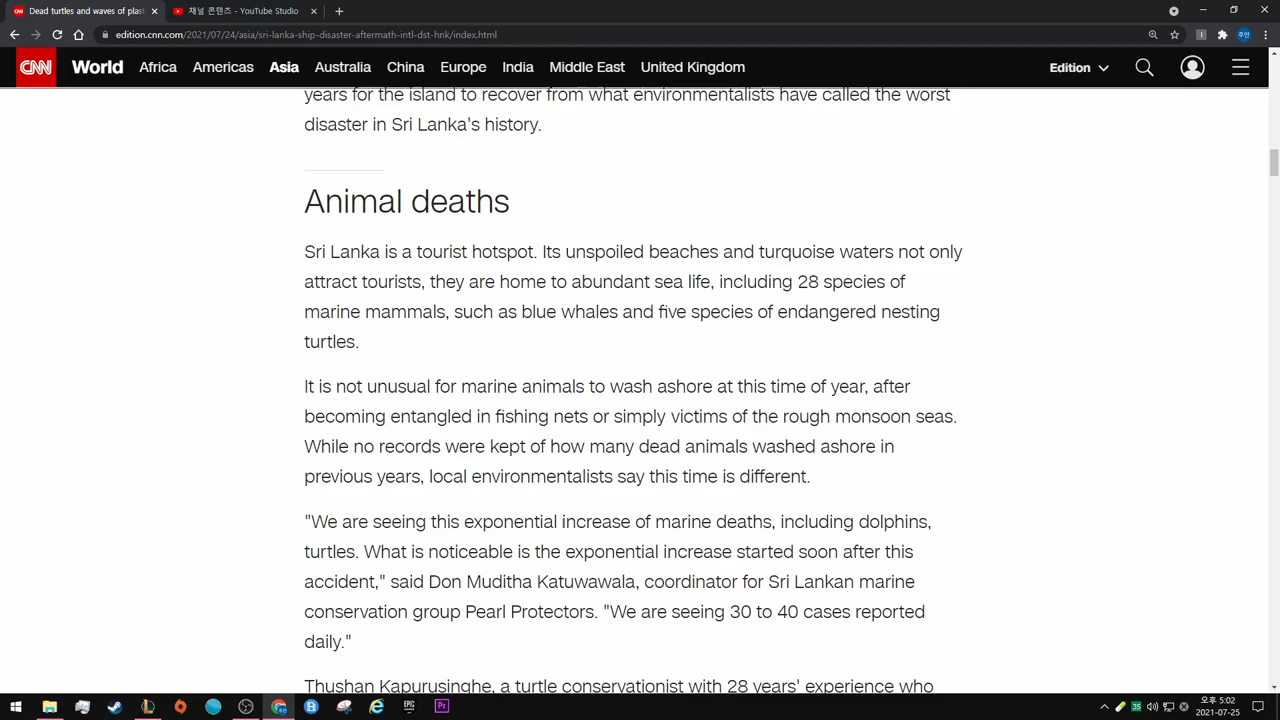 Dead turtles and waves of plast
채널 콘텐츠 - YouTube Studio
edition.cnn.com/2021/07/24/asia/sri-lanka-ship-disaster-aftermath-intl-dst-hnk/index.html
주인
CNN World Africa Americas Asia Australia China Europe India Middle East United Kingdom Edition
years for the island to recover from what environmentalists have called the worst
disaster in Sri Lanka's history.
Animal deaths
Sri Lanka is a tourist hotspot. Its unspoiled beaches and turquoise waters not only
attract tourists, they are home to abundant sea life, including 28 species of
marine mammals, such as blue whales and five species of endangered nesting
turtles.
It is not unusual for marine animals to wash ashore at this time of year, after
becoming entangled in fishing nets or simply victims of the rough monsoon seas.
While no records were kept of how many dead animals washed ashore in
previous years, local environmentalists say this time is different.
"We are seeing this exponential increase of marine deaths, including dolphins,
turtles. What is noticeable is the exponential increase started soon after this
accident," said Don Muditha Katuwawala, coordinator for Sri Lankan marine
conservation group Pearl Protectors. "We are seeing 30 to 40 cases reported
daily."
Thushan Kapurusinghe, a turtle conservationist with 28 years' experience who
EPIC
Pr
35
오후 5:02
2021-07-25